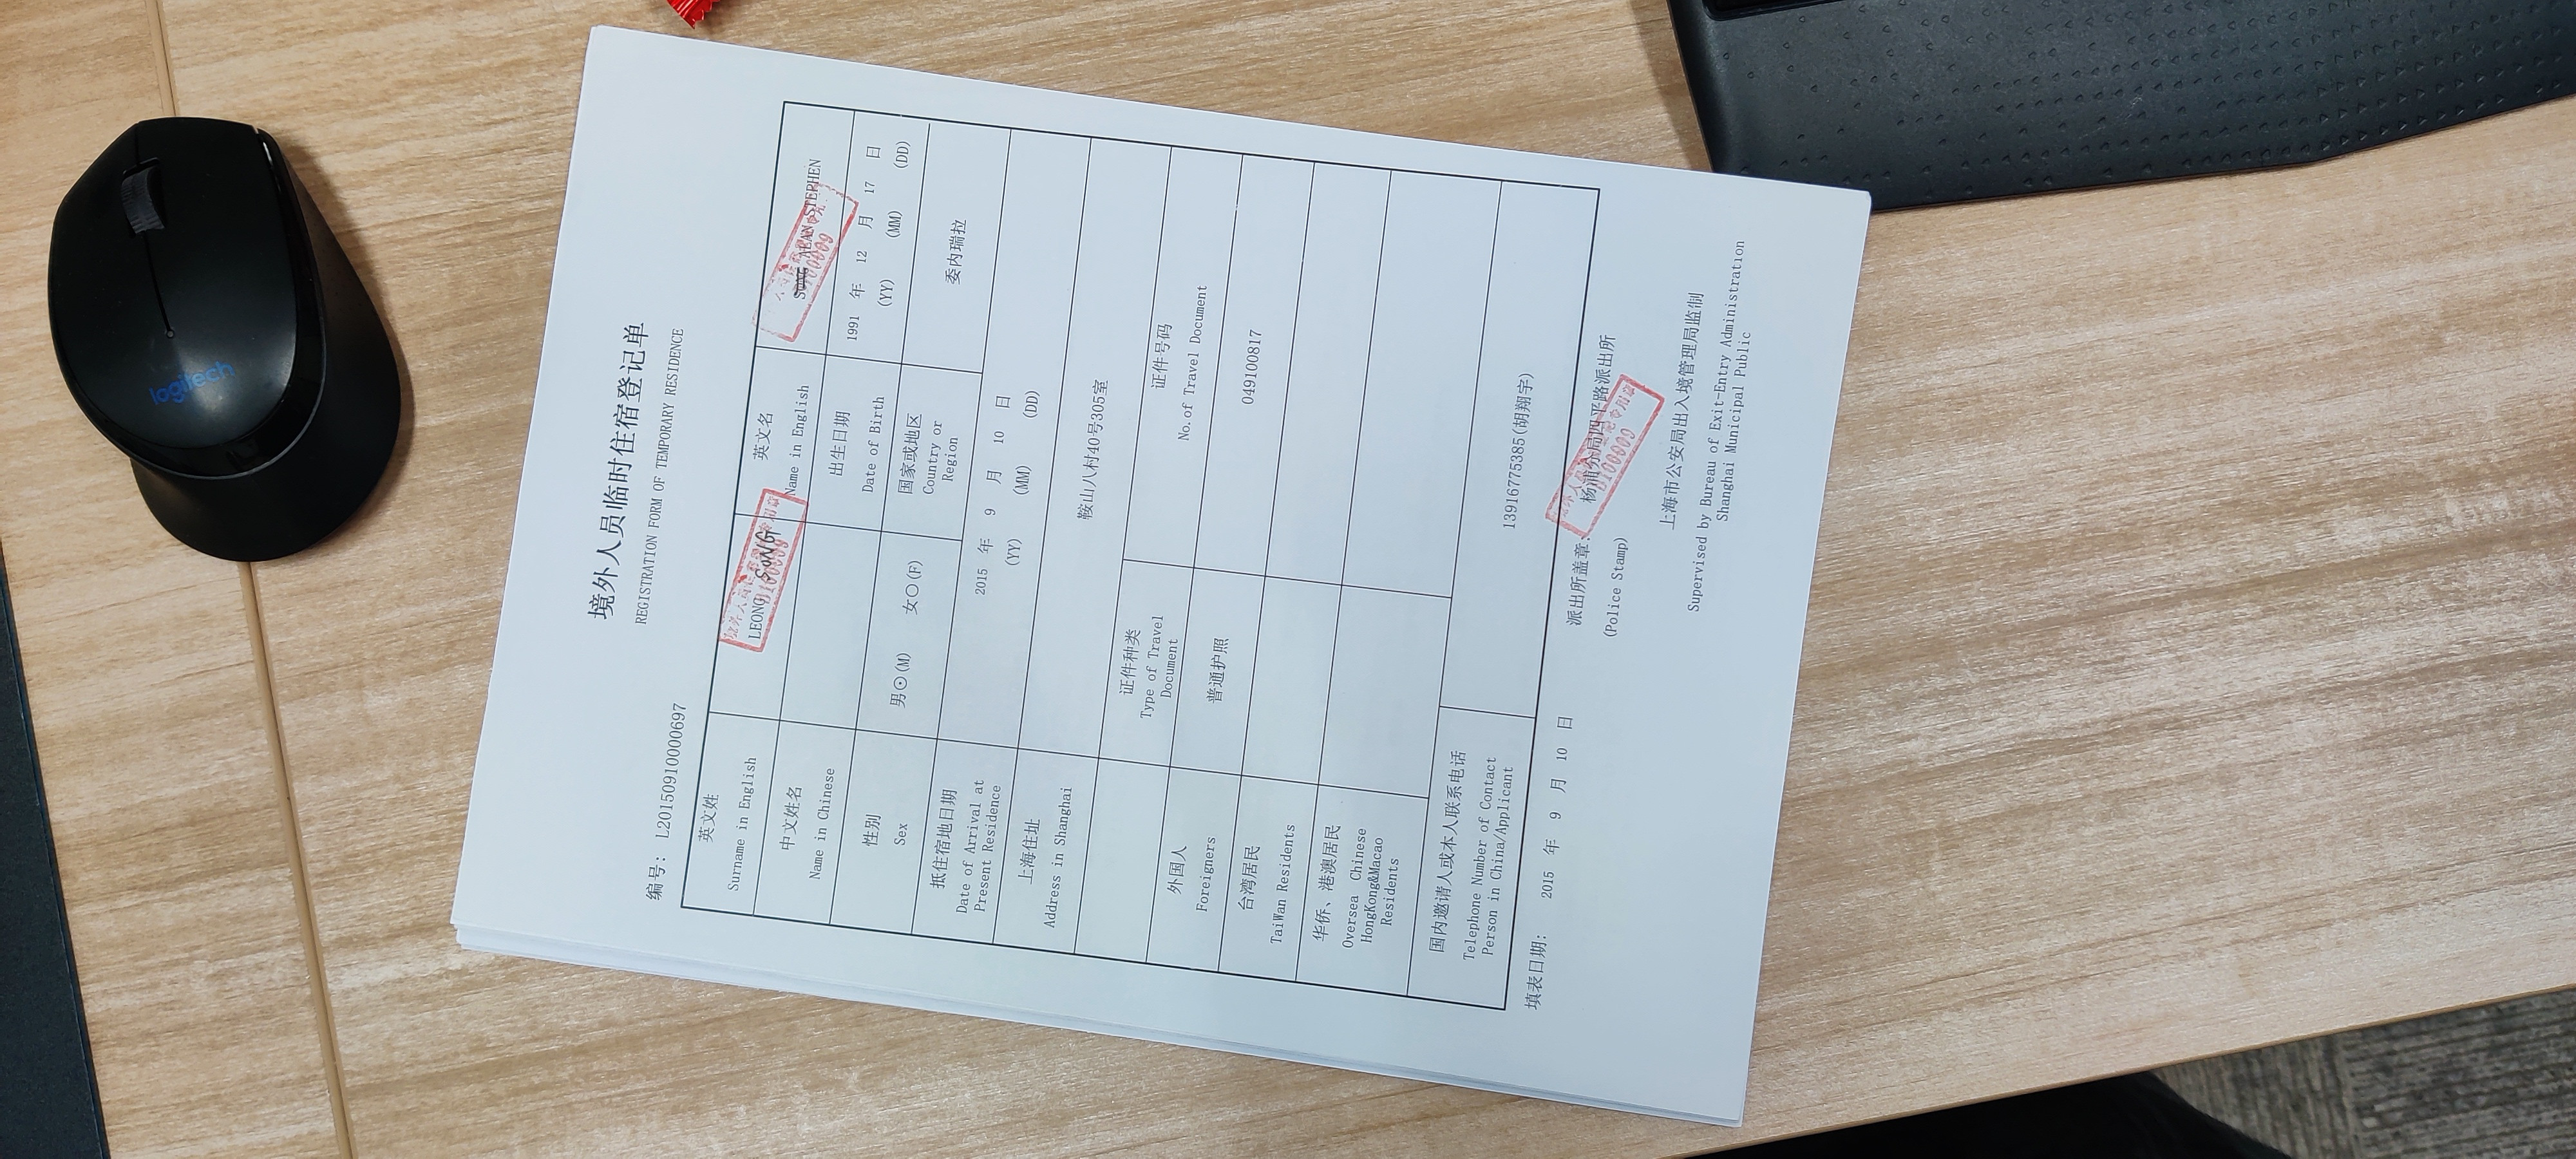 logitech
境外人员临时住宿登记单
REGISTRATION FORM OF TEMPORARY RESIDENCE
编号: L20150910000697
英文姓
Surname in English
LEONG SONG
英文名
Name in English
SONG JEAN STEPHEN
中文姓名
Name in Chinese
出生日期
Date of Birth
1991 年 12 月 17 日
(YY) (MM) (DD)
性别
Sex
男⊙(M) 女○(F)
国家或地区
Country or
Region
委内瑞拉
抵住宿地日期
Date of Arrival at
Present Residence
2015 年 9 月 10 日
(YY) (MM) (DD)
上海住址
Address in Shanghai
鞍山八村40号305室
证件种类
Type of Travel
Document
证件号码
No.of Travel Document
外国人
Foreigners
普通护照
049100817
台湾居民
TaiWan Residents
华侨、港澳居民
Oversea Chinese
HongKong&Macao
Residents
国内邀请人或本人联系电话
Telephone Number of Contact
Person in China/Applicant
13916775385(胡翔宇)
填表日期: 2015 年 9 月 10 日
派出所盖章: 杨浦分局四平路派出所
(Police Stamp)
0100009
上海市公安局出入境管理局监制
Supervised by Bureau of Exit-Entry Administration
Shanghai Municipal Public